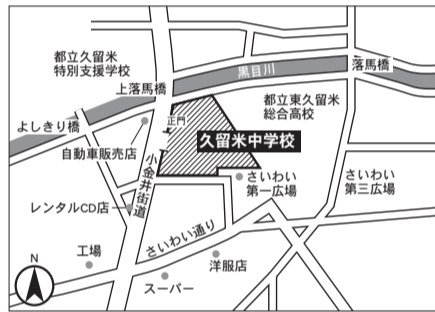 都立久留米
特別支援学校
上落馬橋
黒目川
落馬橋
都立東久留米
総合高校
よしきり橋
正門
久留米中学校
自動車販売店
小金井街道
さいわい
第一広場
さいわい
第三広場
レンタルCD店
さいわい通り
工場
洋服店
スーパー
N